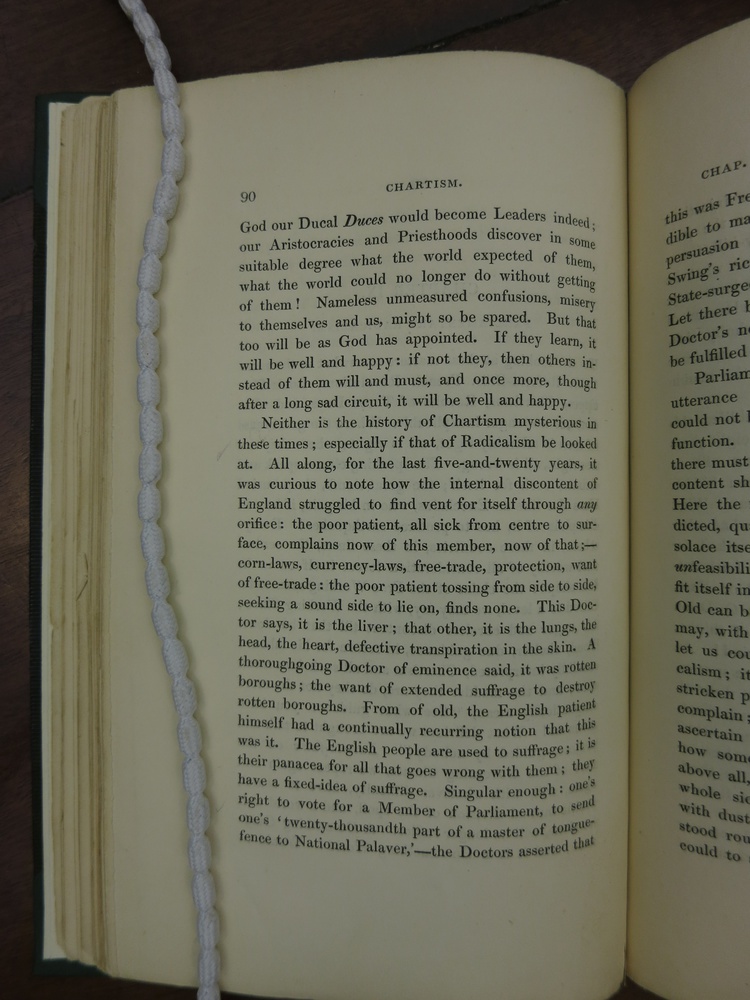 90
CHARTISM.
God our Ducal Duces would become Leaders indeed;
our Aristocracies and Priesthoods discover in some
suitable degree what the world expected of them,
what the world could no longer do without getting
of them! Nameless unmeasured confusions, misery
to themselves and us, might so be spared. But that
too will be as God has appointed. If they learn, it
will be well and happy: if not they, then others in-
stead of them will and must, and once more, though
after a long sad circuit, it will be well and happy.
Neither is the history of Chartism mysterious in
these times; especially if that of Radicalism be looked
at. All along, for the last five-and-twenty years, it
was curious to note how the internal discontent of
England struggled to find vent for itself through any
orifice: the poor patient, all sick from centre to sur-
face, complains now of this member, now of that;—
corn-laws, currency-laws, free-trade, protection, want
of free-trade: the poor patient tossing from side to side,
seeking a sound side to lie on, finds none. This Doc-
tor says, it is the liver; that other, it is the lungs, the
head, the heart, defective transpiration in the skin. A
thoroughgoing Doctor of eminence said, it was rotten
boroughs; the want of extended suffrage to destroy
rotten boroughs. From of old, the English patient
himself had a continually recurring notion that this
was it. The English people are used to suffrage; it is
their panacea for all that goes wrong with them; they
have a fixed-idea of suffrage. Singular enough: one's
right to vote for a Member of Parliament, to send
one's 'twenty-thousandth part of a master of tongue-
fence to National Palaver,'—the Doctors asserted that
CHAP.
this was Fre
dible to ma
persuasion
Swing's ric
State-surge
Let there b
Doctor's no
be fulfilled
Parliam
utterance
could not b
function.
there must
content sh
Here the
dicted, qu
solace itse
unfeasibili
fit itself in
Old can b
may, with
let us cou
calism; it
stricken p
complain;
ascertain
how some
above all,
whole sic
with dust
stood rou
could to